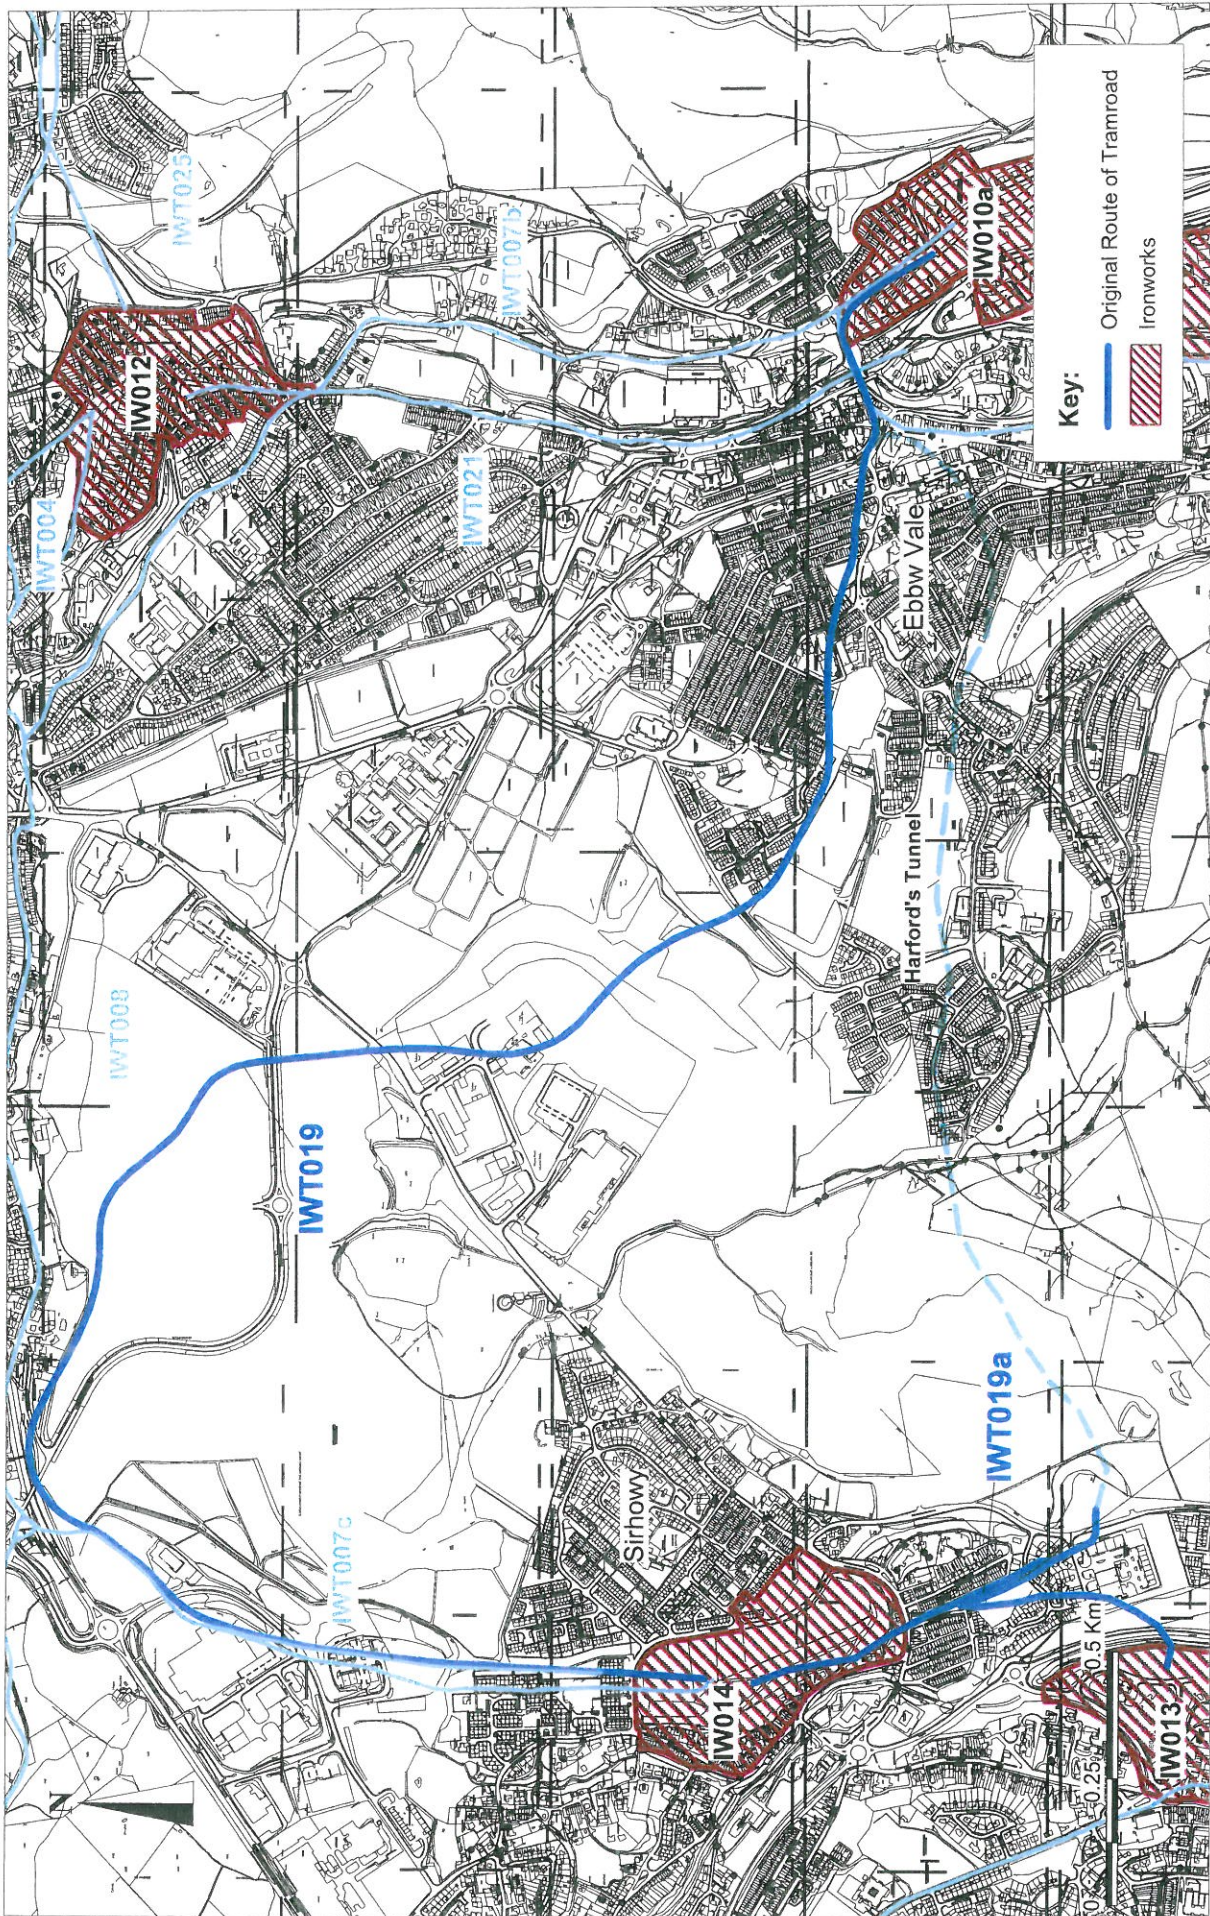 IWT025
IW012
IWT004
IWT007b
IWT021
IW010a
Key:
Original Route of Tramroad
Ironworks
Ebbw Vale
IWT009
Harford's Tunnel
IWT019
IWT019a
IWT007c
Sirhowy
IW014
IW013
N
0.25
0.5 Km